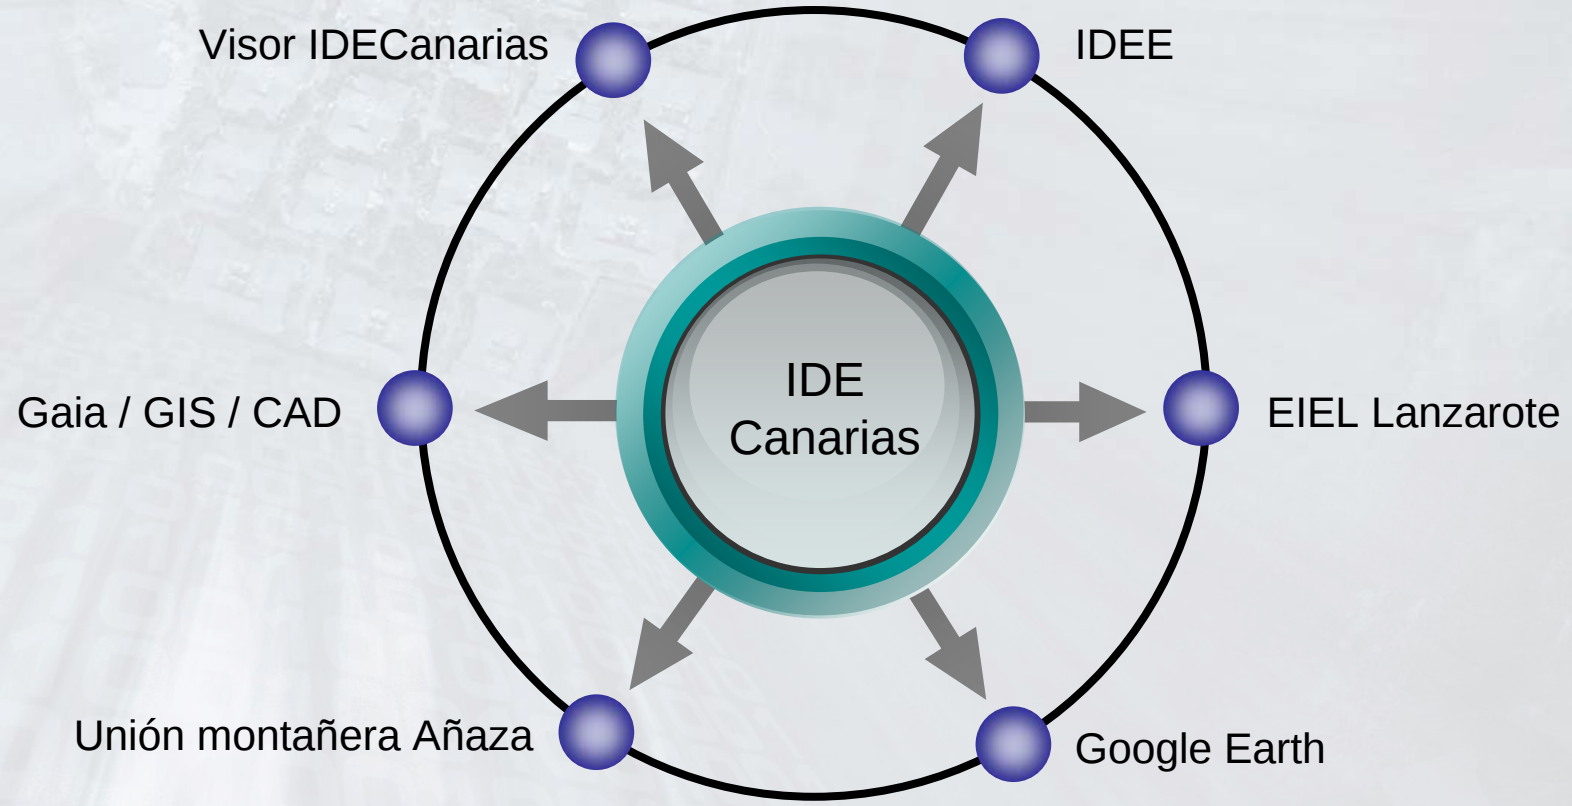 Visor IDECanarias
IDEE
Gaia / GIS / CAD
IDE
Canarias
EIEL Lanzarote
Unión montañera Añaza
Google Earth